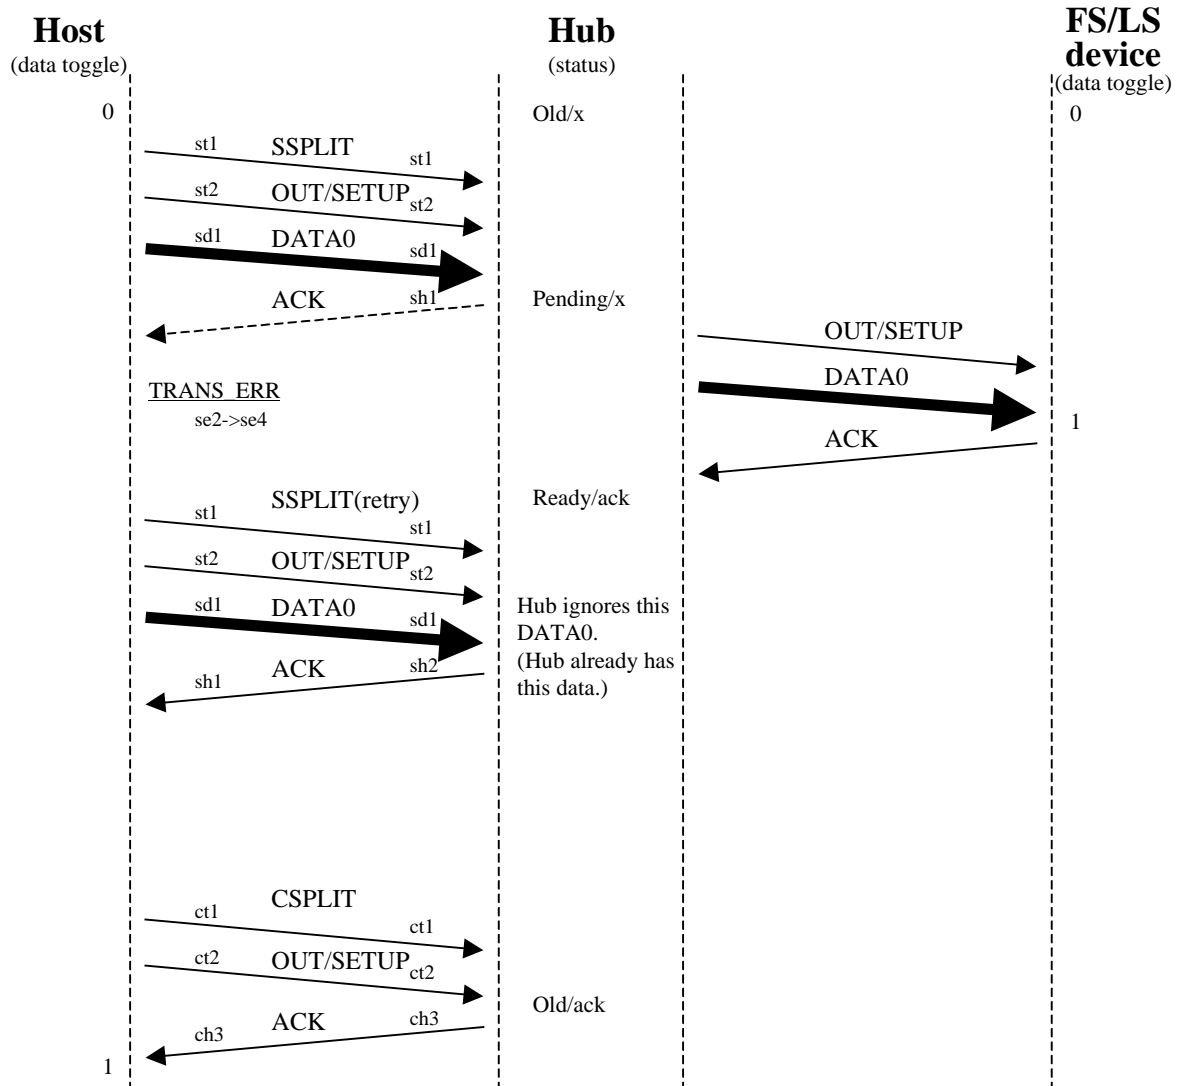 Host
(data toggle)
Hub
(status)
FS/LS
device
(data toggle)
0
Old/x
0
st1 SSPLIT st1
st2 OUT/SETUP st2
sd1 DATA0 sd1
ACK sh1
Pending/x
OUT/SETUP
DATA0
TRANS_ERR
se2->se4
1
ACK
Ready/ack
st1 SSPLIT(retry) st1
st2 OUT/SETUP st2
sd1 DATA0 sd1
Hub ignores this
DATA0.
(Hub already has
this data.)
sh1 ACK sh2
ct1 CSPLIT ct1
ct2 OUT/SETUP ct2
Old/ack
ch3 ACK ch3
1